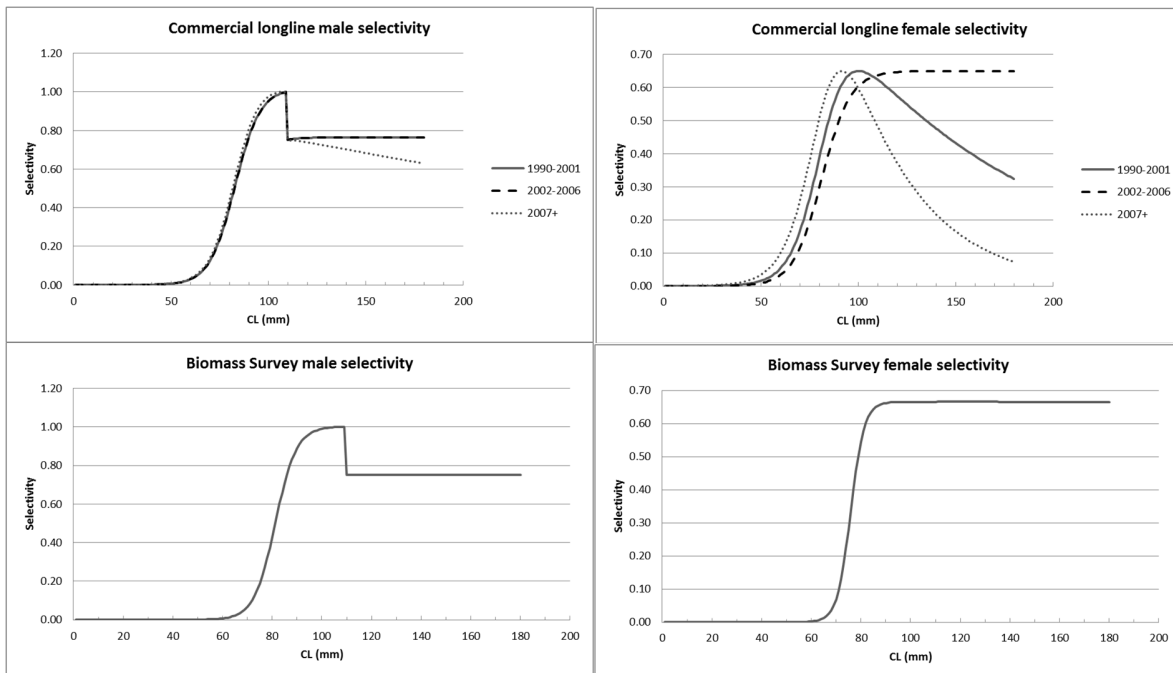 Commercial longline male selectivity
1.20
1.00
0.80
0.60
0.40
0.20
0.00
Selectivity
0 50 100 150 200
CL (mm)
1990-2001
2002-2006
2007+
Commercial longline female selectivity
0.70
0.60
0.50
0.40
0.30
0.20
0.10
0.00
Selectivity
0 50 100 150 200
CL (mm)
1990-2001
2002-2006
2007+
Biomass Survey male selectivity
1.20
1.00
0.80
0.60
0.40
0.20
0.00
Selectivity
0 20 40 60 80 100 120 140 160 180 200
CL (mm)
Biomass Survey female selectivity
0.70
0.60
0.50
0.40
0.30
0.20
0.10
0.00
Selectivity
0 20 40 60 80 100 120 140 160 180 200
CL (mm)